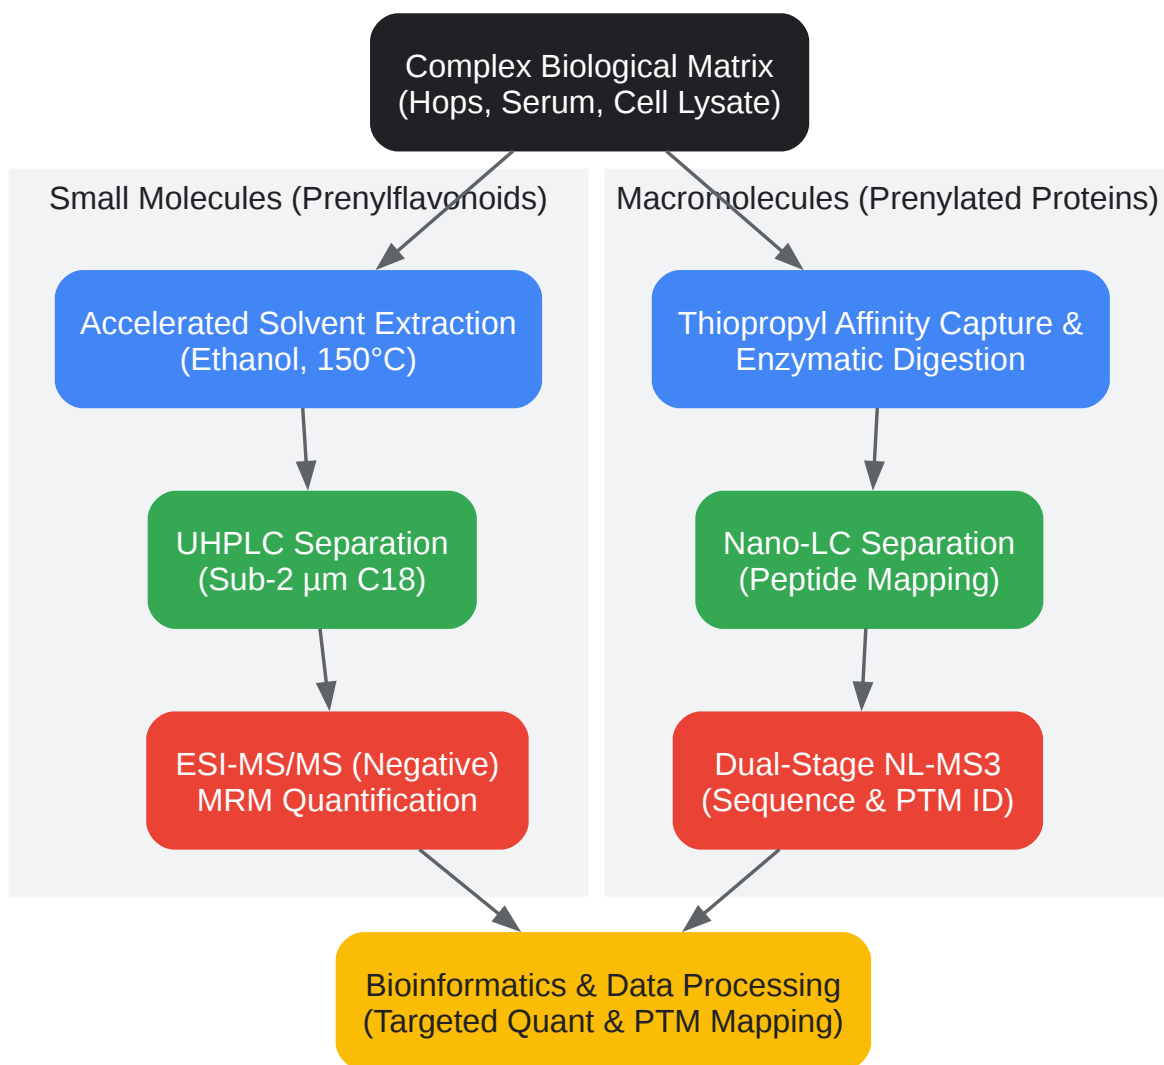 Complex Biological Matrix
(Hops, Serum, Cell Lysate)
Small Molecules (Prenylflavonoids)
Accelerated Solvent Extraction
(Ethanol, 150°C)
UHPLC Separation
(Sub-2 µm C18)
ESI-MS/MS (Negative)
MRM Quantification
Macromolecules (Prenylated Proteins)
Thiopropyl Affinity Capture &
Enzymatic Digestion
Nano-LC Separation
(Peptide Mapping)
Dual-Stage NL-MS3
(Sequence & PTM ID)
Bioinformatics & Data Processing
(Targeted Quant & PTM Mapping)